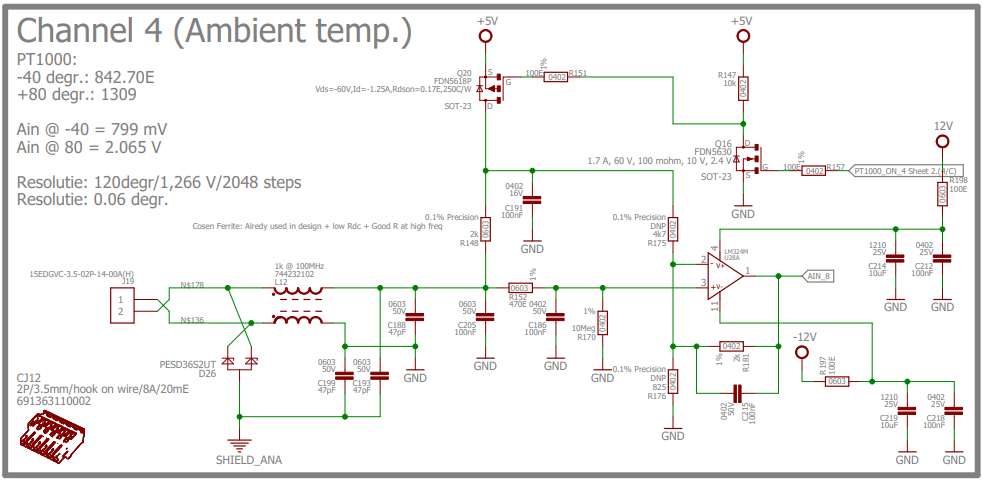 Channel 4 (Ambient temp.)
PT1000:
-40 degr.: 842.70E
+80 degr.: 1309
Ain @ -40 = 799 mV
Ain @ 80 = 2.065 V
Resolutie: 120degr/1,266 V/2048 steps
Resolutie: 0.06 degr.
+5V
Q20
FDN5618P
Vds=-60V,Id=-1.25A,Rdson=0.17E,250C/W
SOT-23
S
G
D
100E
1%
0402
R151
+5V
R147
10k
0402
Q16
FDN5630
1.7 A, 60 V, 100 mohm, 10 V, 2.4 V
SOT-23
D
G
S
GND
100E
1%
0402
R157
PT1000_ON_4 Sheet 2.(4/C)
12V
R198
100E
0603
0402
16V
C191
100nF
GND
Cosen Ferrite: Alredy used in design + low Rdc + Good R at high freq
0.1% Precision
2k
R148
0603
0.1% Precision
DNP
4k7
R175
0402
LM324M
U28A
4
V+
2
-
3
+
V-
1
11
AIN_8
1210
25V
C214
10uF
GND
0402
25V
C212
100nF
GND
15EDGVC-3.5-02P-14-00A(H)
J19
1
2
N$178
N$136
1k @ 100MHz
744232102
L12
PESD36S2UT
D26
0603
50V
C188
47pF
GND
0603
50V
C199
47pF
0603
50V
C193
47pF
SHIELD_ANA
0603
1%
R152
470E
0603
50V
C205
100nF
GND
0402
50V
C186
100nF
GND
1%
10Meg
R170
0402
GND
0.1% Precision
DNP
825
R176
0402
GND
0402
1%
2k
R181
0402
50V
C215
100nF
-12V
R197
100E
0603
1210
25V
C219
10uF
GND
0402
25V
C218
100nF
GND
CJ12
2P/3.5mm/hook on wire/8A/20mE
691363110002